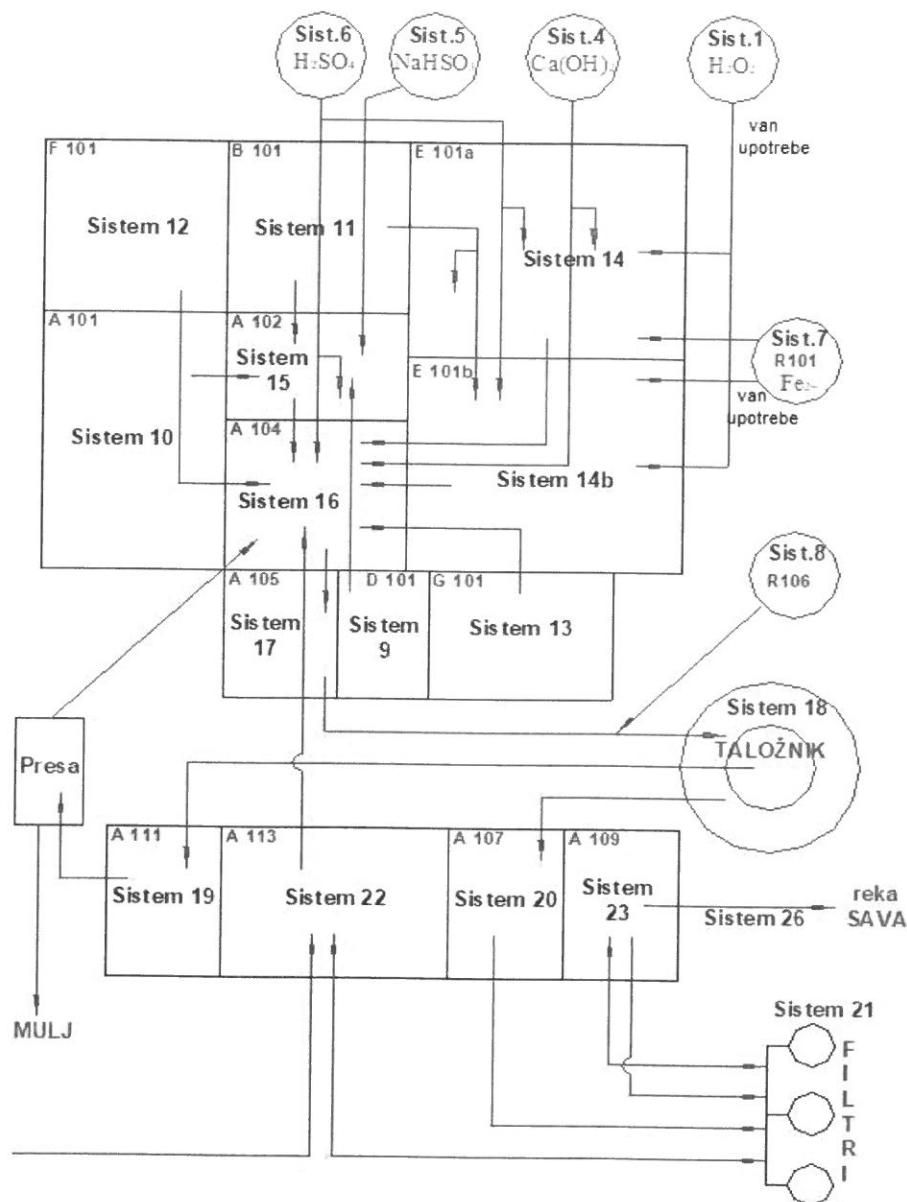 Sist.6
H₂SO₄
Sist.5
NaHSO₃
Sist.4
Ca(OH)₂
Sist.1
H₂O₂
van
upotrebe
F 101
B 101
E 101a
Sistem 12
Sistem 11
Sistem 14
A 101
A 102
Sistem
15
E 101b
Sist.7
R101
Fe₂₊
van
upotrebe
Sistem 10
A 104
Sistem 16
Sistem 14b
Sist.8
R106
A 105
D 101
G 101
Sistem
17
Sistem
9
Sistem 13
Sistem 18
TALOŽNIK
Presa
A 111
A 113
A 107
A 109
Sistem 19
Sistem 22
Sistem 20
Sistem
23
Sistem 26
reka
SAVA
MULJ
Sistem 21
F
I
L
T
R
I